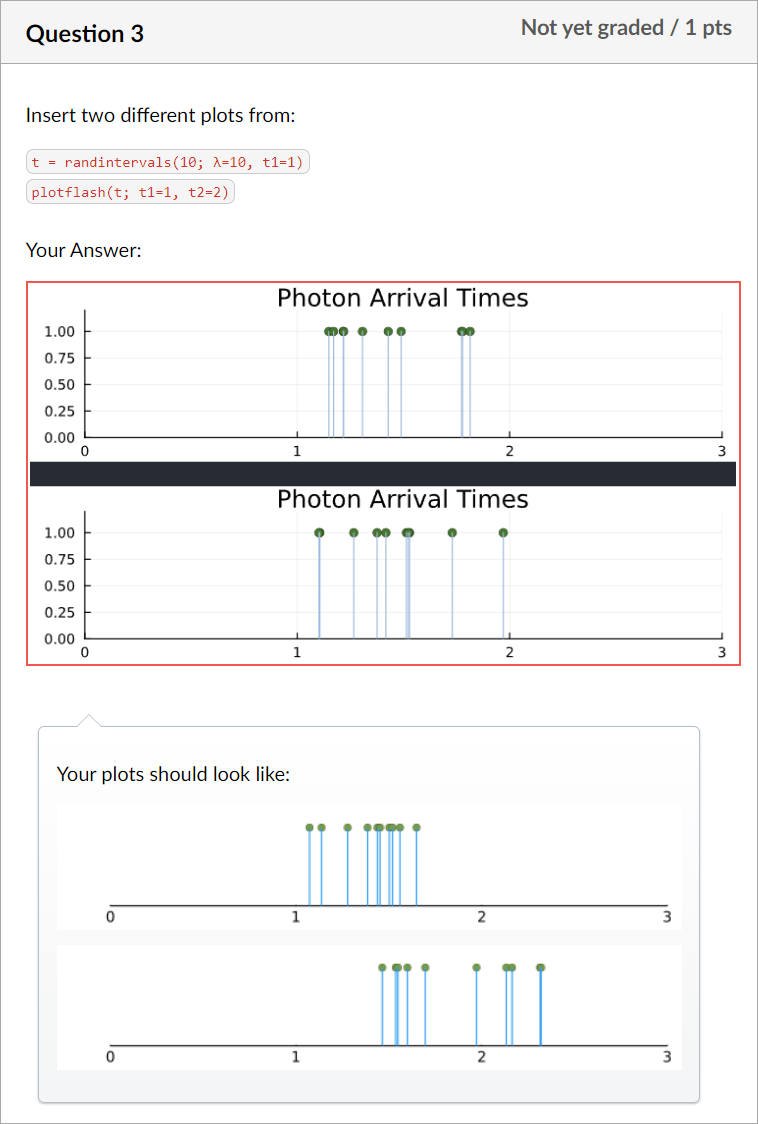 Question 3
Not yet graded / 1 pts
Insert two different plots from:
t = randintervals(10; λ=10, t1=1)
plotflash(t; t1=1, t2=2)
Your Answer:
Photon Arrival Times
1.00
0.75
0.50
0.25
0.00
0 1 2 3
Photon Arrival Times
1.00
0.75
0.50
0.25
0.00
0 1 2 3
Your plots should look like:
0 1 2 3
0 1 2 3